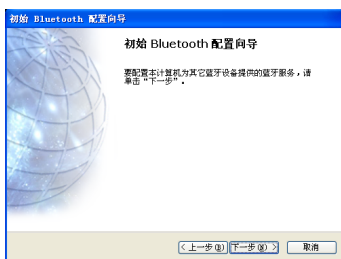 初始 Bluetooth 配置向导
初始 Bluetooth 配置向导
要配置本计算机为其它蓝牙设备提供的蓝牙服务，请
单击“下一步”。
<上一步(B) 下一步(N)> 取消